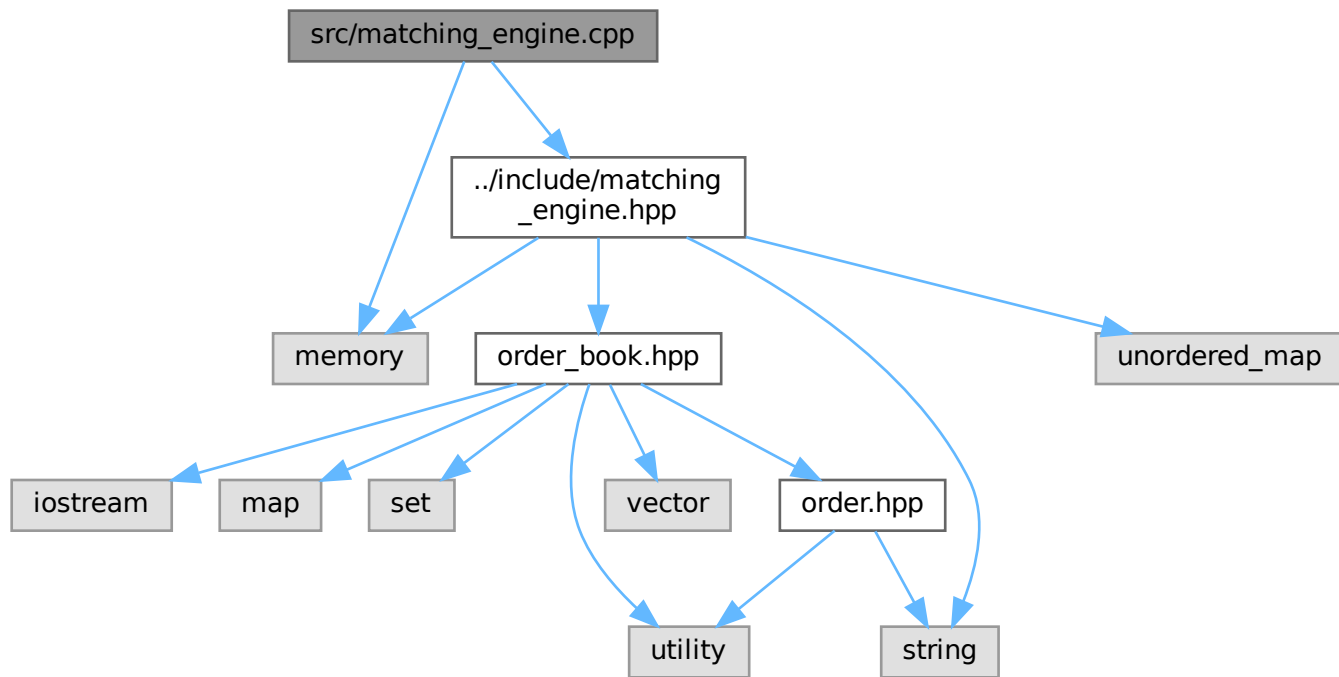 src/matching_engine.cpp
../include/matching
_engine.hpp
memory
order_book.hpp
unordered_map
iostream
map
set
vector
order.hpp
utility
string